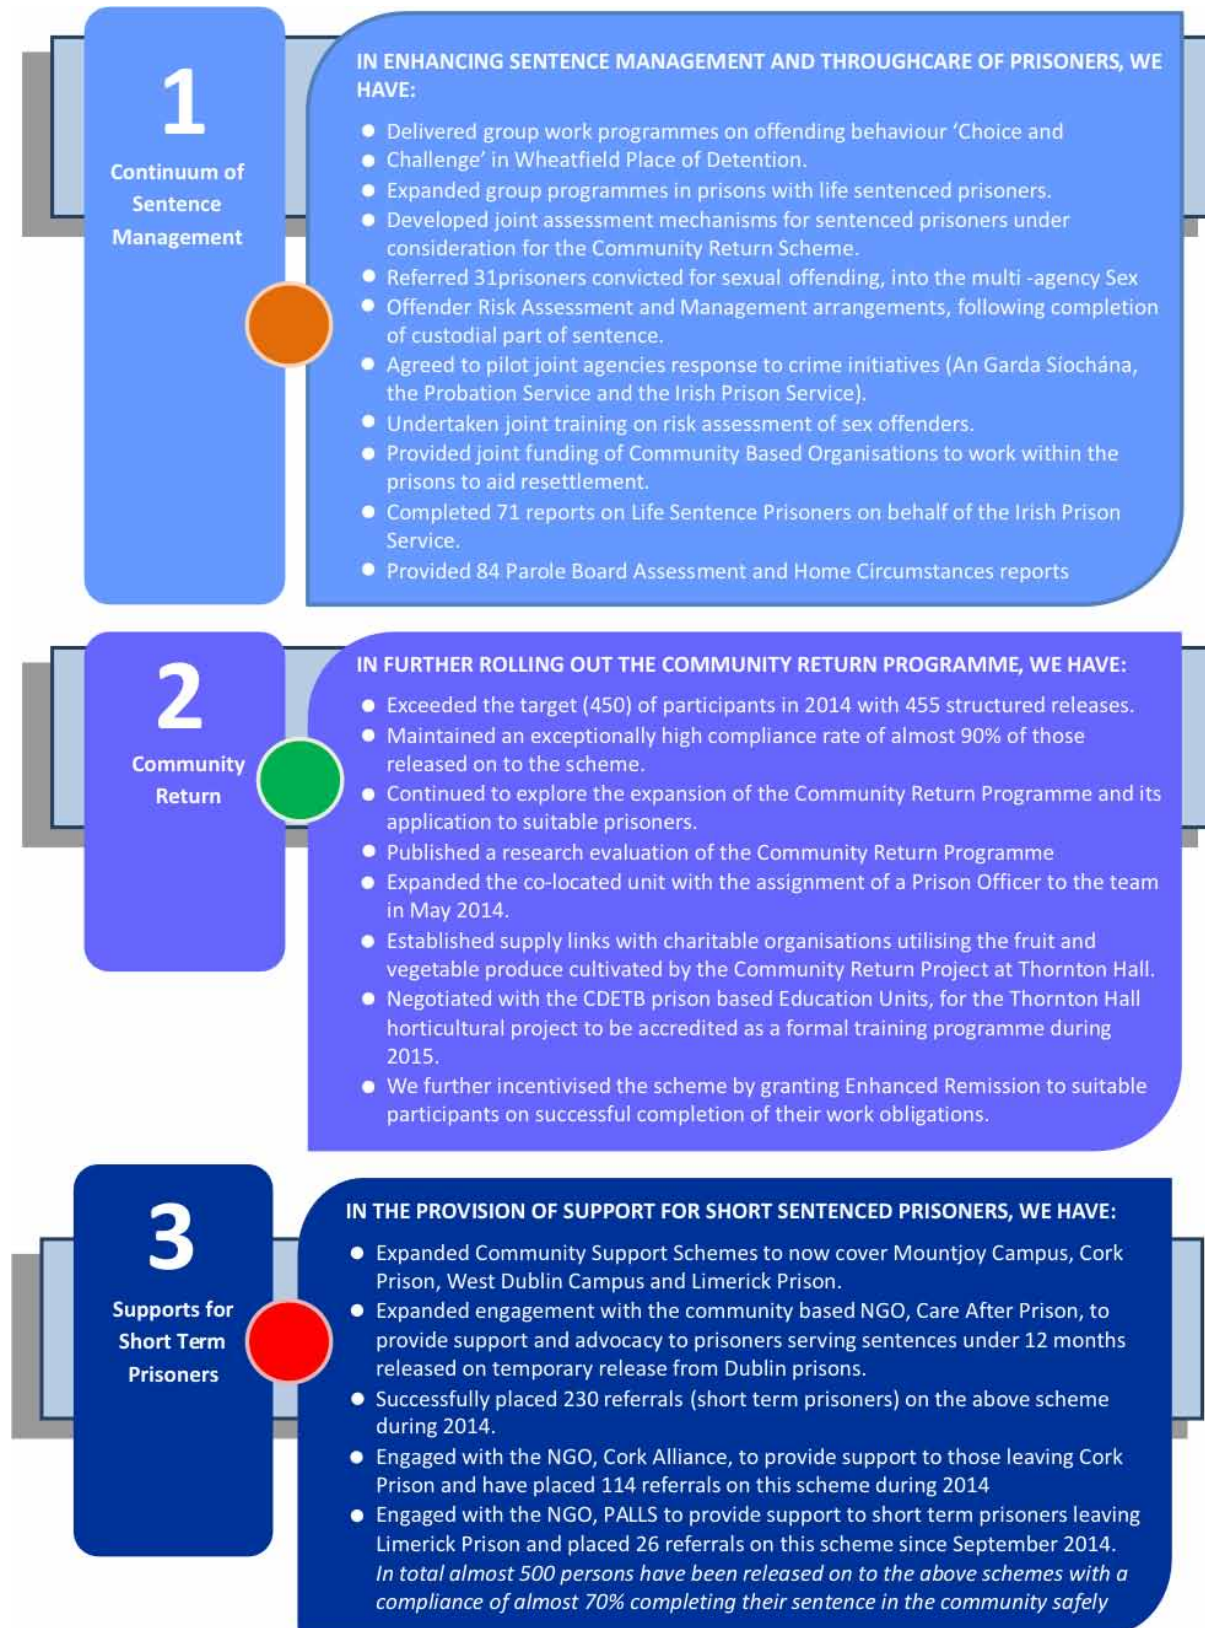 1
Continuum of
Sentence
Management
IN ENHANCING SENTENCE MANAGEMENT AND THROUGHCARE OF PRISONERS, WE
HAVE:
● Delivered group work programmes on offending behaviour ‘Choice and
● Challenge’ in Wheatfield Place of Detention.
● Expanded group programmes in prisons with life sentenced prisoners.
● Developed joint assessment mechanisms for sentenced prisoners under
consideration for the Community Return Scheme.
● Referred 31prisoners convicted for sexual offending, into the multi -agency Sex
● Offender Risk Assessment and Management arrangements, following completion
of custodial part of sentence.
● Agreed to pilot joint agencies response to crime initiatives (An Garda Síochána,
the Probation Service and the Irish Prison Service).
● Undertaken joint training on risk assessment of sex offenders.
● Provided joint funding of Community Based Organisations to work within the
prisons to aid resettlement.
● Completed 71 reports on Life Sentence Prisoners on behalf of the Irish Prison
Service.
● Provided 84 Parole Board Assessment and Home Circumstances reports
2
Community
Return
IN FURTHER ROLLING OUT THE COMMUNITY RETURN PROGRAMME, WE HAVE:
● Exceeded the target (450) of participants in 2014 with 455 structured releases.
● Maintained an exceptionally high compliance rate of almost 90% of those
released on to the scheme.
● Continued to explore the expansion of the Community Return Programme and its
application to suitable prisoners.
● Published a research evaluation of the Community Return Programme
● Expanded the co-located unit with the assignment of a Prison Officer to the team
in May 2014.
● Established supply links with charitable organisations utilising the fruit and
vegetable produce cultivated by the Community Return Project at Thornton Hall.
● Negotiated with the CDETB prison based Education Units, for the Thornton Hall
horticultural project to be accredited as a formal training programme during
2015.
● We further incentivised the scheme by granting Enhanced Remission to suitable
participants on successful completion of their work obligations.
3
Supports for
Short Term
Prisoners
IN THE PROVISION OF SUPPORT FOR SHORT SENTENCED PRISONERS, WE HAVE:
● Expanded Community Support Schemes to now cover Mountjoy Campus, Cork
Prison, West Dublin Campus and Limerick Prison.
● Expanded engagement with the community based NGO, Care After Prison, to
provide support and advocacy to prisoners serving sentences under 12 months
released on temporary release from Dublin prisons.
● Successfully placed 230 referrals (short term prisoners) on the above scheme
during 2014.
● Engaged with the NGO, Cork Alliance, to provide support to those leaving Cork
Prison and have placed 114 referrals on this scheme during 2014
● Engaged with the NGO, PALLS to provide support to short term prisoners leaving
Limerick Prison and placed 26 referrals on this scheme since September 2014.
In total almost 500 persons have been released on to the above schemes with a
compliance of almost 70% completing their sentence in the community safely